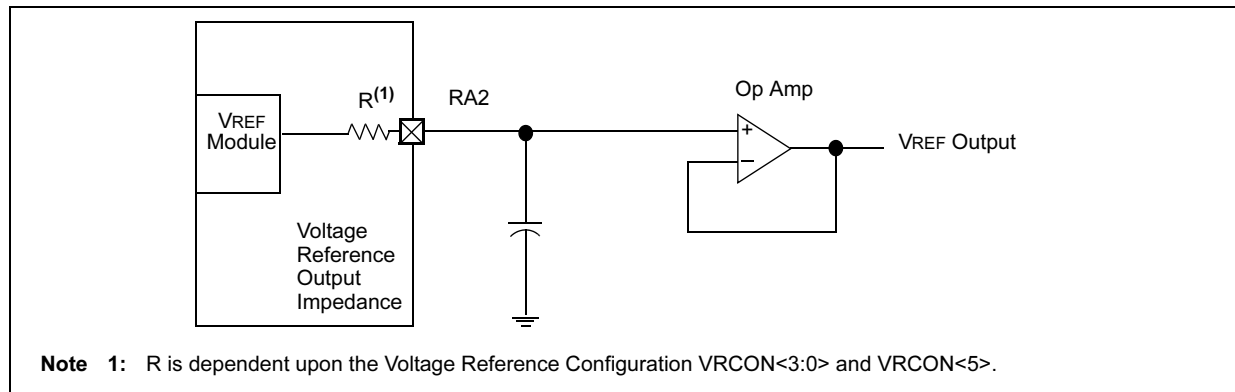 VREF
Module
R(1)
RA2
Op Amp
+
–
VREF Output
Voltage
Reference
Output
Impedance
Note 1: R is dependent upon the Voltage Reference Configuration VRCON<3:0> and VRCON<5>.